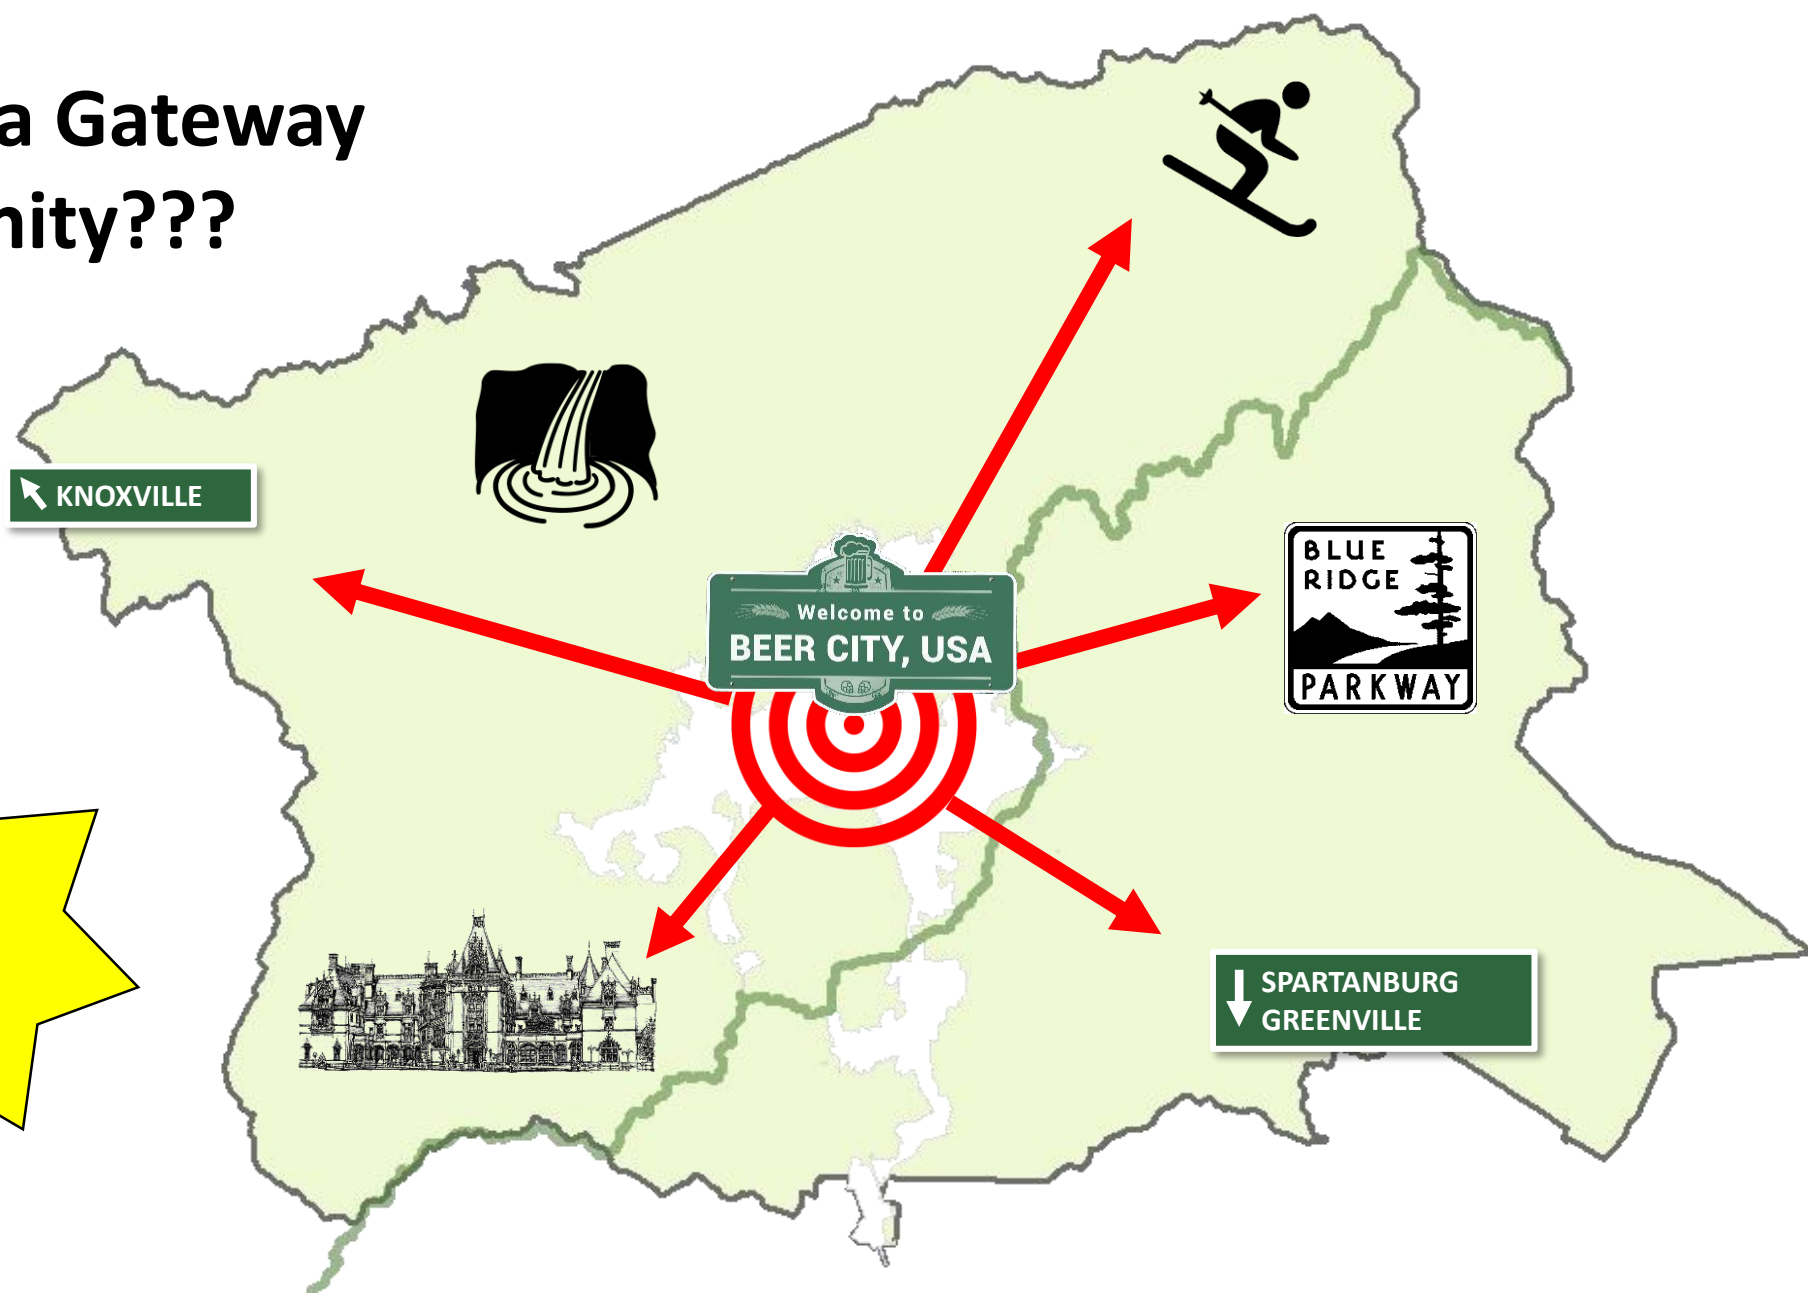 a Gateway
nity???
KNOXVILLE
Welcome to
BEER CITY, USA
BLUE
RIDGE
PARKWAY
SPARTANBURG
GREENVILLE